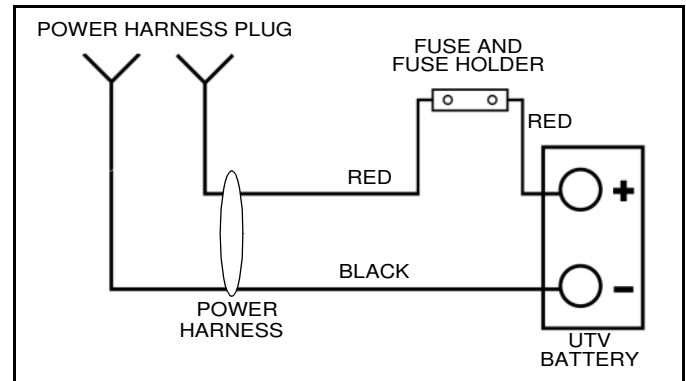 POWER HARNESS PLUG
FUSE AND
FUSE HOLDER
RED
RED
+
BLACK
-
POWER
HARNESS
UTV
BATTERY